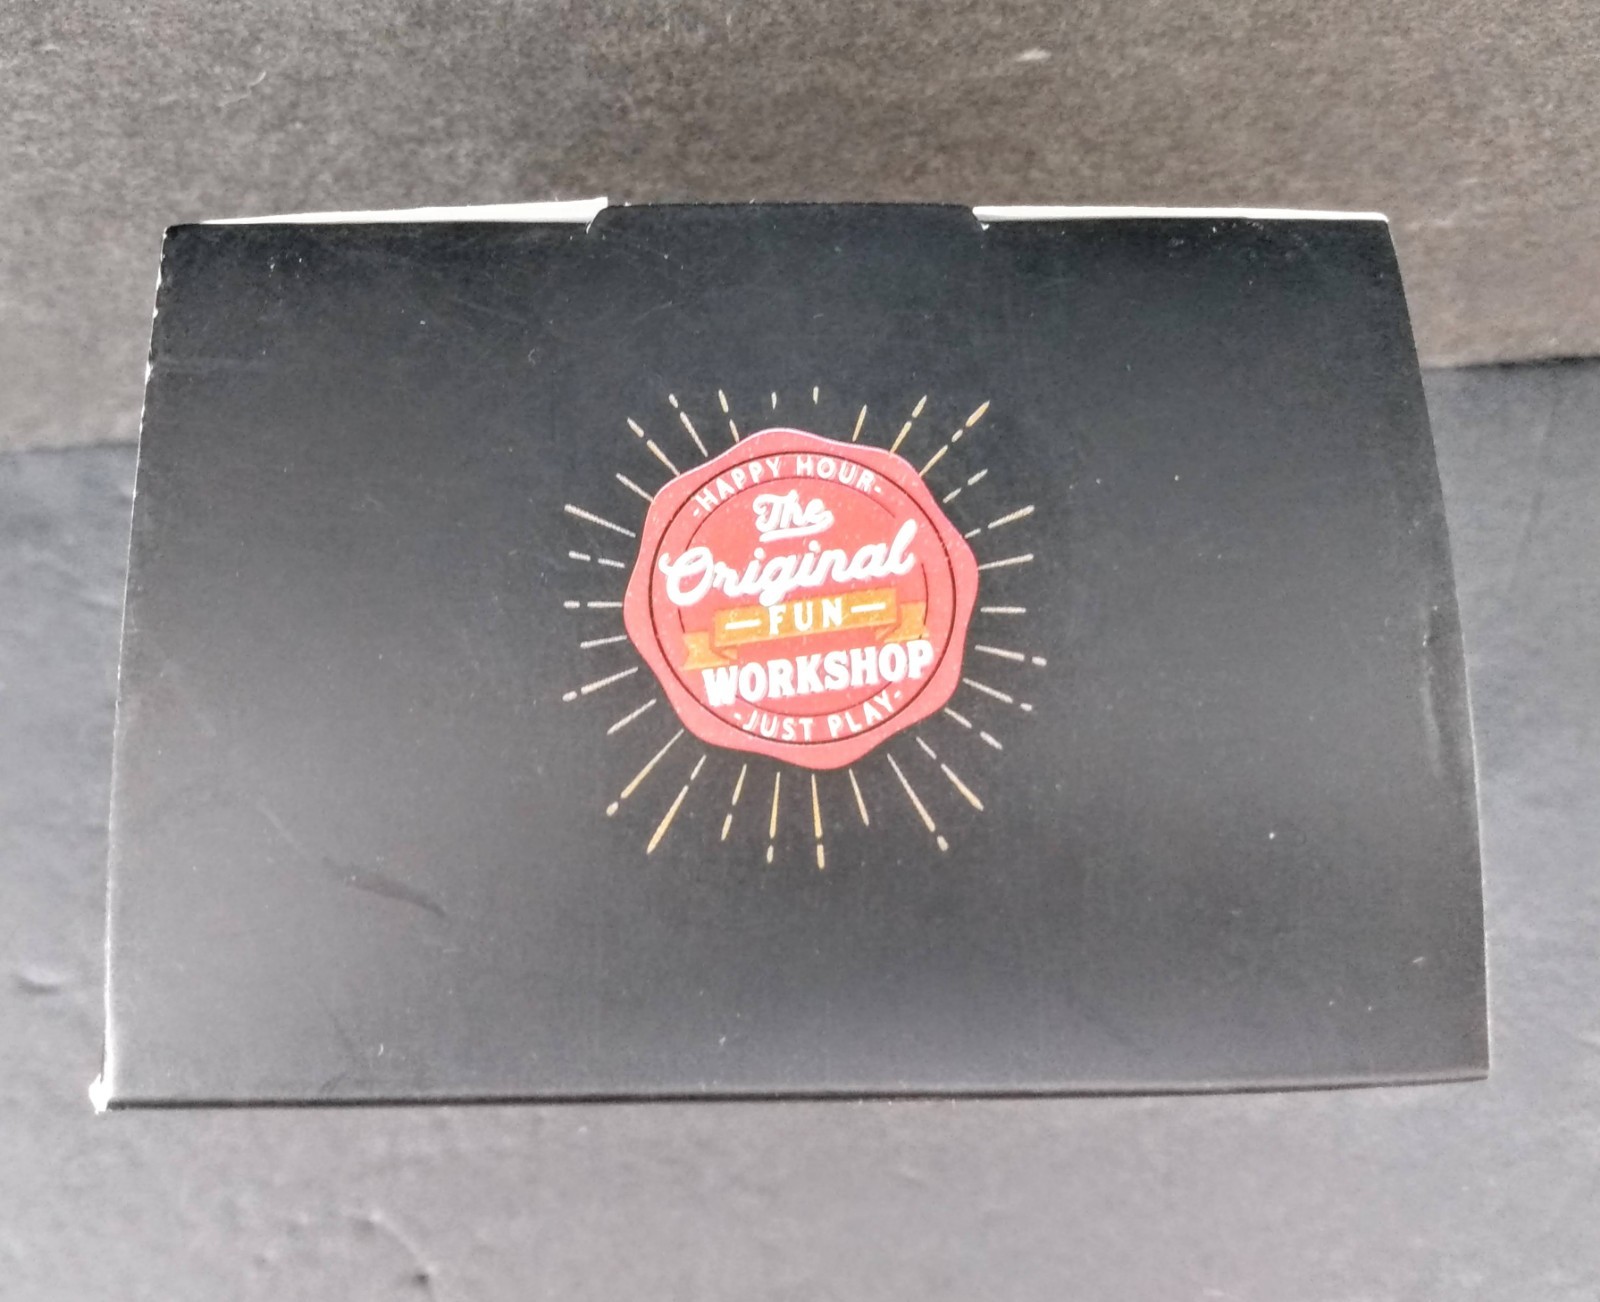 -HAPPY HOUR-
The
Original
—FUN—
WORKSHOP
-JUST PLAY-